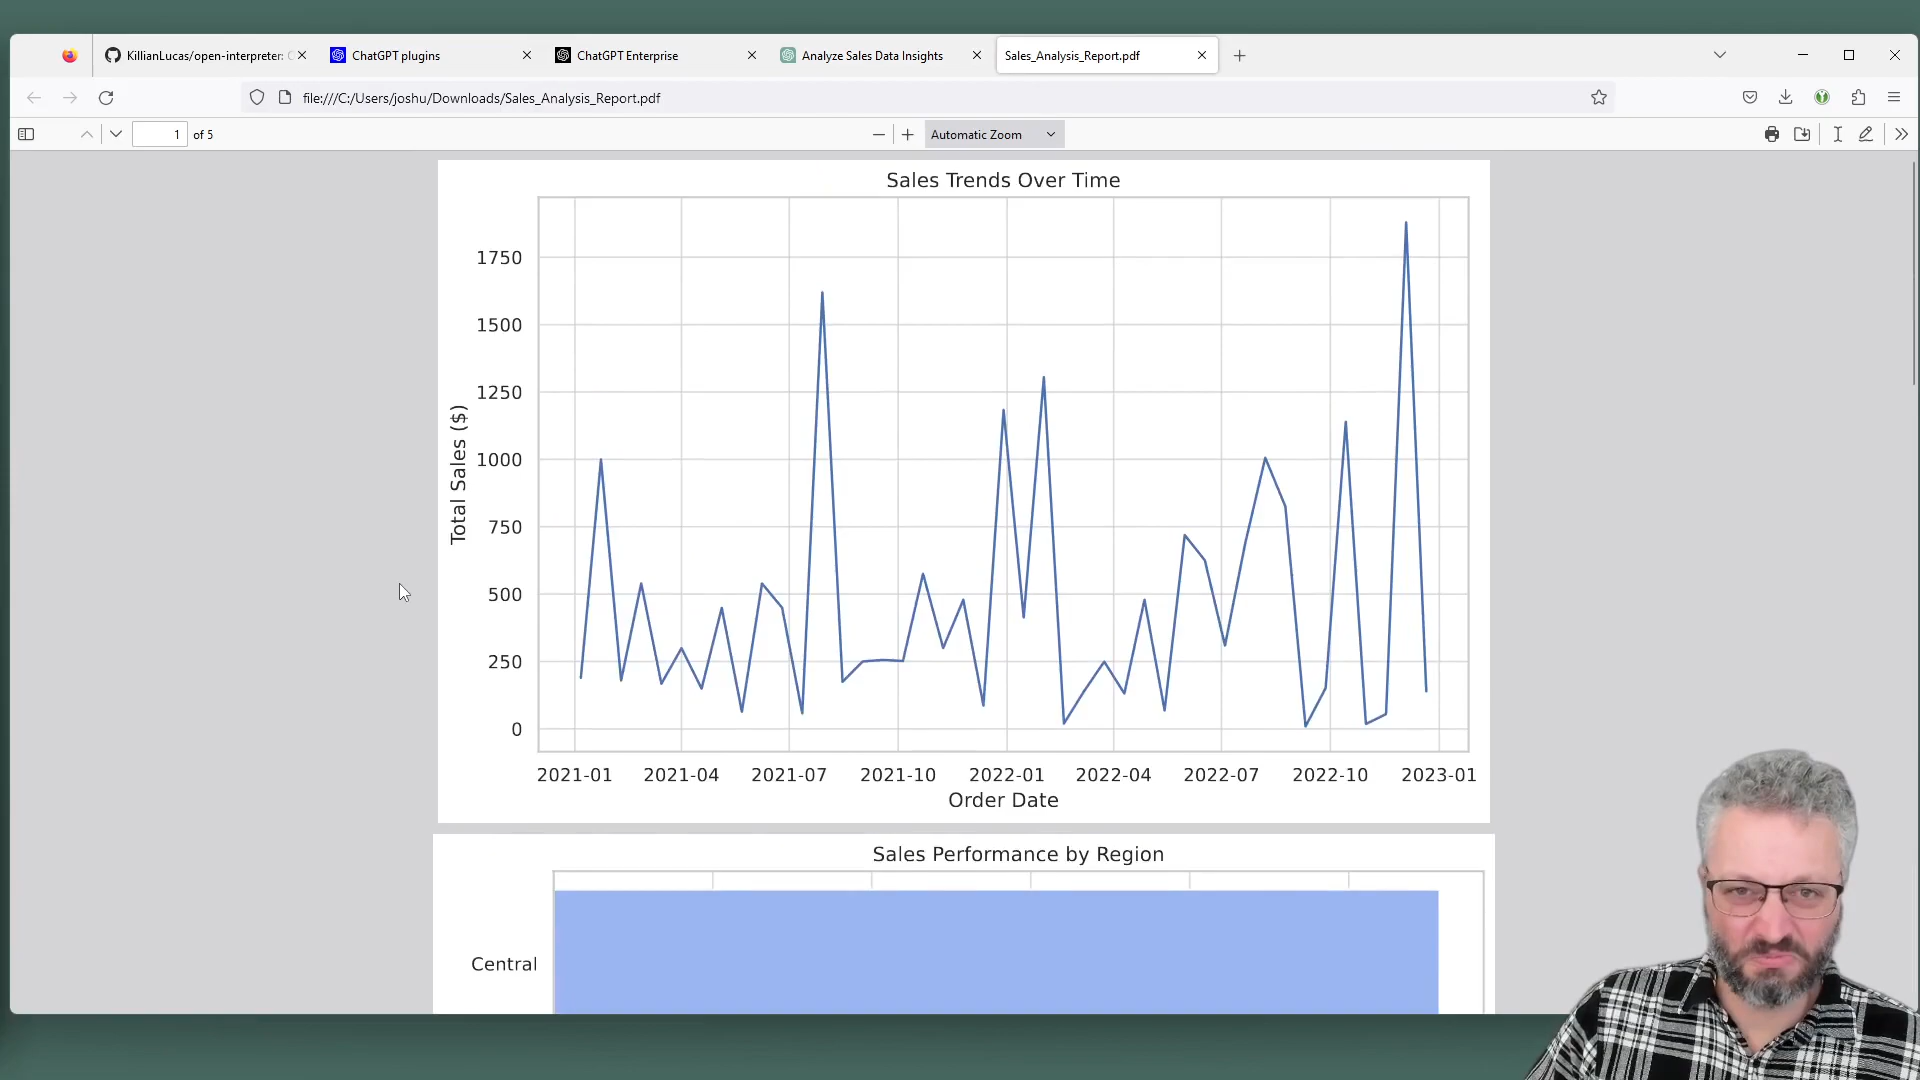 KillianLucas/open-interpreter:
ChatGPT plugins
ChatGPT Enterprise
Analyze Sales Data Insights
Sales_Analysis_Report.pdf
file:///C:/Users/joshu/Downloads/Sales_Analysis_Report.pdf
1 of 5
Automatic Zoom
Sales Trends Over Time
Total Sales ($)
1750
1500
1250
1000
750
500
250
0
2021-01 2021-04 2021-07 2021-10 2022-01 2022-04 2022-07 2022-10 2023-01
Order Date
Sales Performance by Region
Central